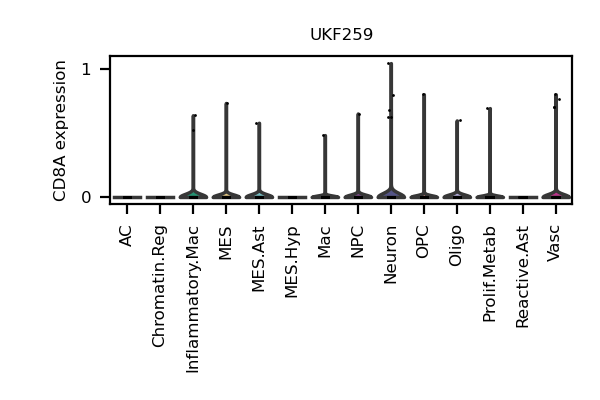 UKF259
CD8A expression
1
0
AC
Chromatin.Reg
Inflammatory.Mac
MES
MES.Ast
MES.Hyp
Mac
NPC
Neuron
OPC
Oligo
Prolif.Metab
Reactive.Ast
Vasc